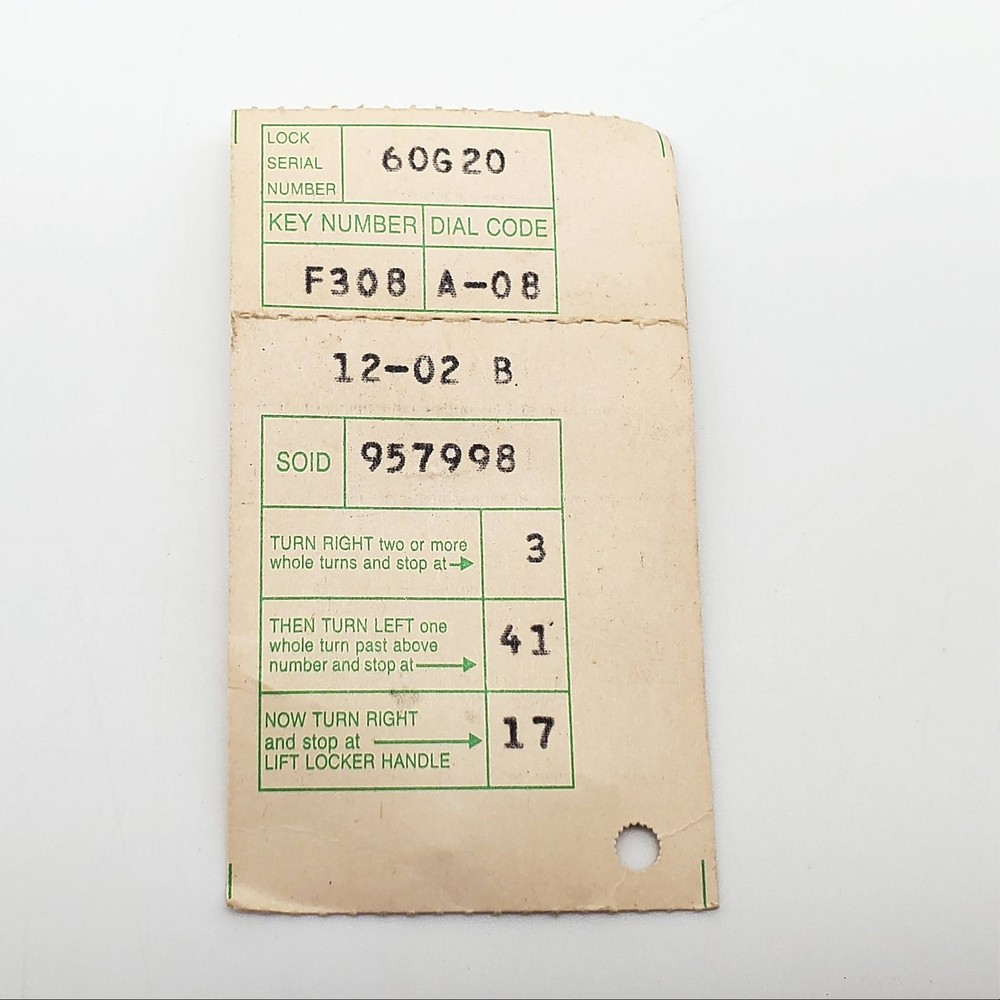 LOCK
SERIAL
NUMBER
60G20
KEY NUMBER DIAL CODE
F308 A-08
12-02 B
SOID 957998
TURN RIGHT two or more
whole turns and stop at
3
THEN TURN LEFT one
whole turn past above
number and stop at
41
NOW TURN RIGHT
and stop at
LIFT LOCKER HANDLE
17